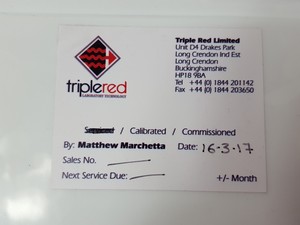 Triple Red Limited
Unit D4 Drakes Park
Long Crendon Ind Est
Long Crendon
Buckinghamshire
HP18 9BA
Tel +44 (0) 1844 201142
Fax +44 (0) 1844 203650
triplered
LABORATORY TECHNOLOGY
/ Calibrated / Commissioned
By: Matthew Marchetta Date: 16-3-17
Sales No.
Next Service Due: +/- Month